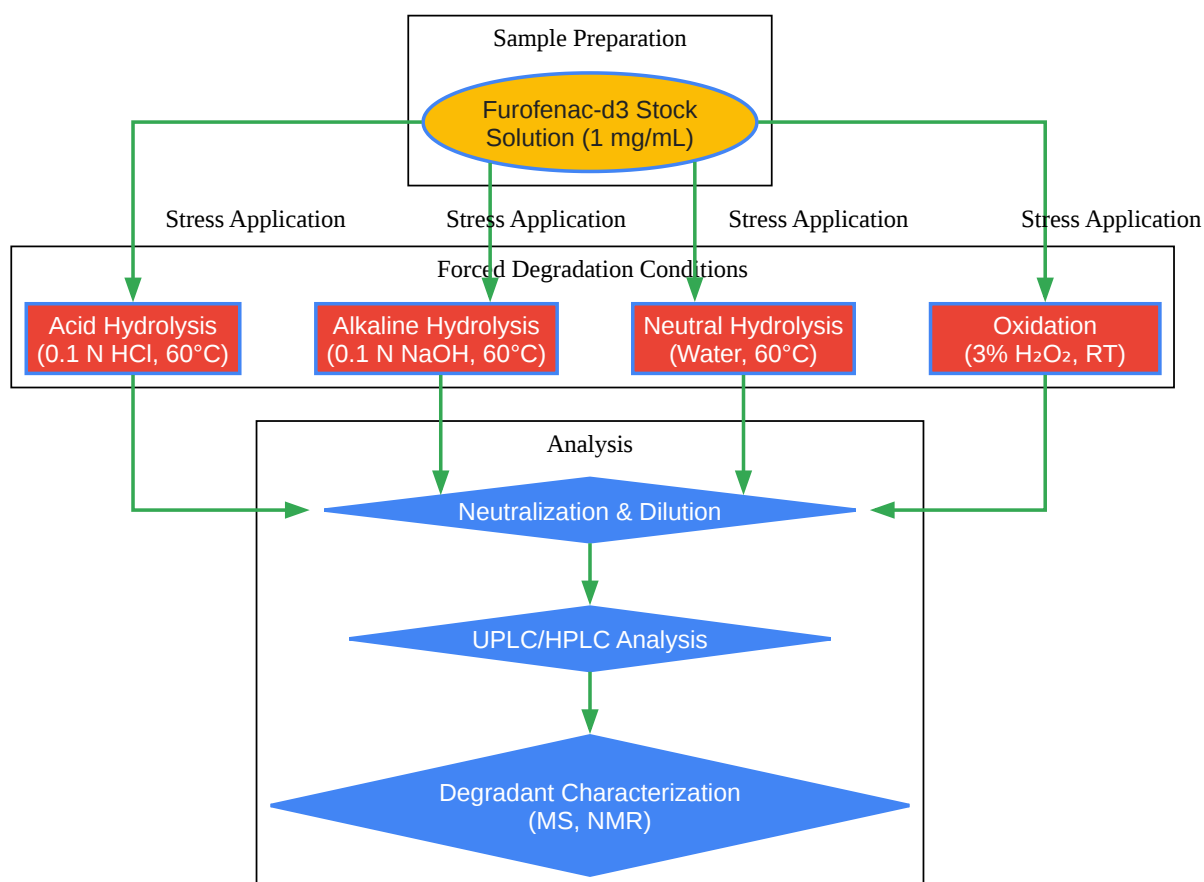 Sample Preparation
Furofenac-d3 Stock
Solution (1 mg/mL)
Stress Application
Stress Application
Stress Application
Stress Application
Forced Degradation Conditions
Acid Hydrolysis
(0.1 N HCl, 60°C)
Alkaline Hydrolysis
(0.1 N NaOH, 60°C)
Neutral Hydrolysis
(Water, 60°C)
Oxidation
(3% H₂O₂, RT)
Analysis
Neutralization & Dilution
UPLC/HPLC Analysis
Degradant Characterization
(MS, NMR)